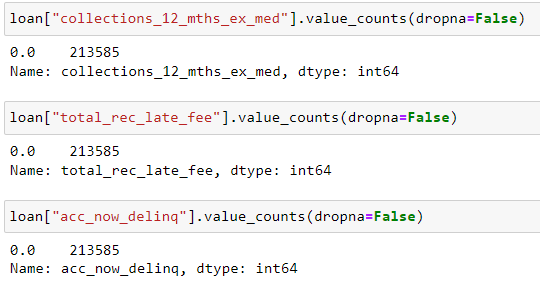 loan["collections_12_mths_ex_med"].value_counts(dropna=False)
0.0    213585
Name: collections_12_mths_ex_med, dtype: int64
loan["total_rec_late_fee"].value_counts(dropna=False)
0.0    213585
Name: total_rec_late_fee, dtype: int64
loan["acc_now_delinq"].value_counts(dropna=False)
0.0    213585
Name: acc_now_delinq, dtype: int64